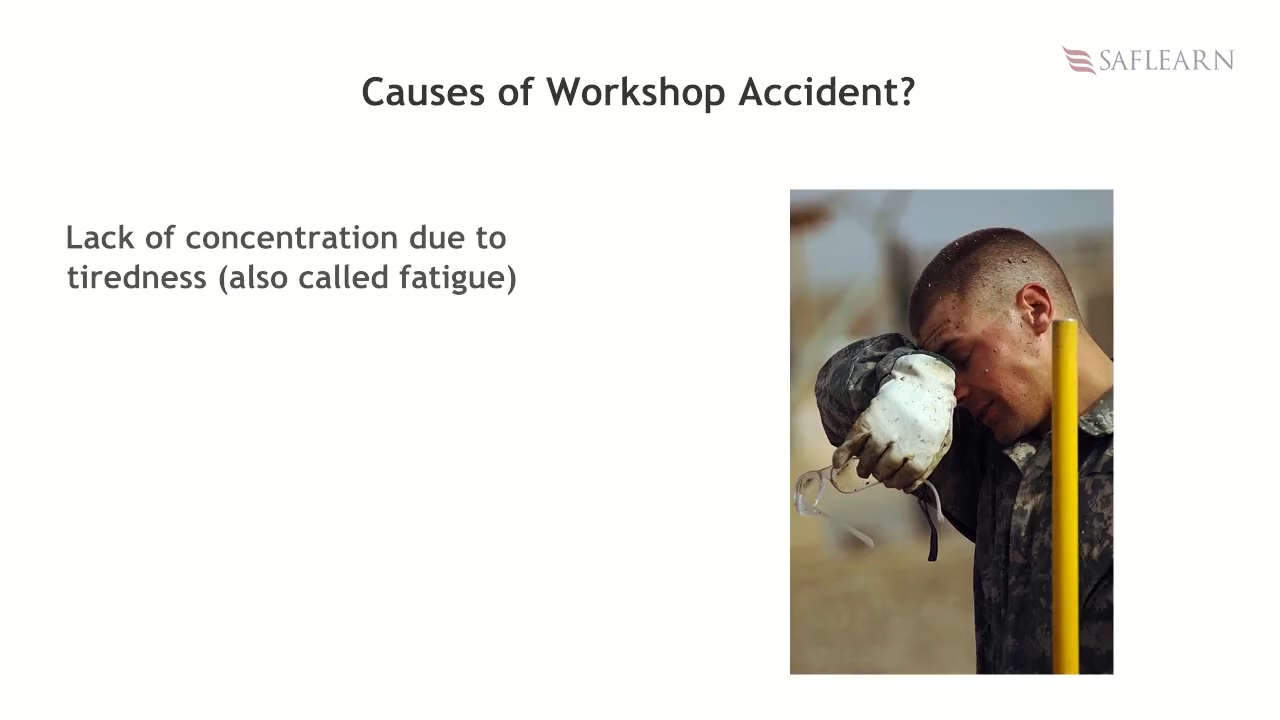 SAFLEARN
Causes of Workshop Accident?
Lack of concentration due to
tiredness (also called fatigue)